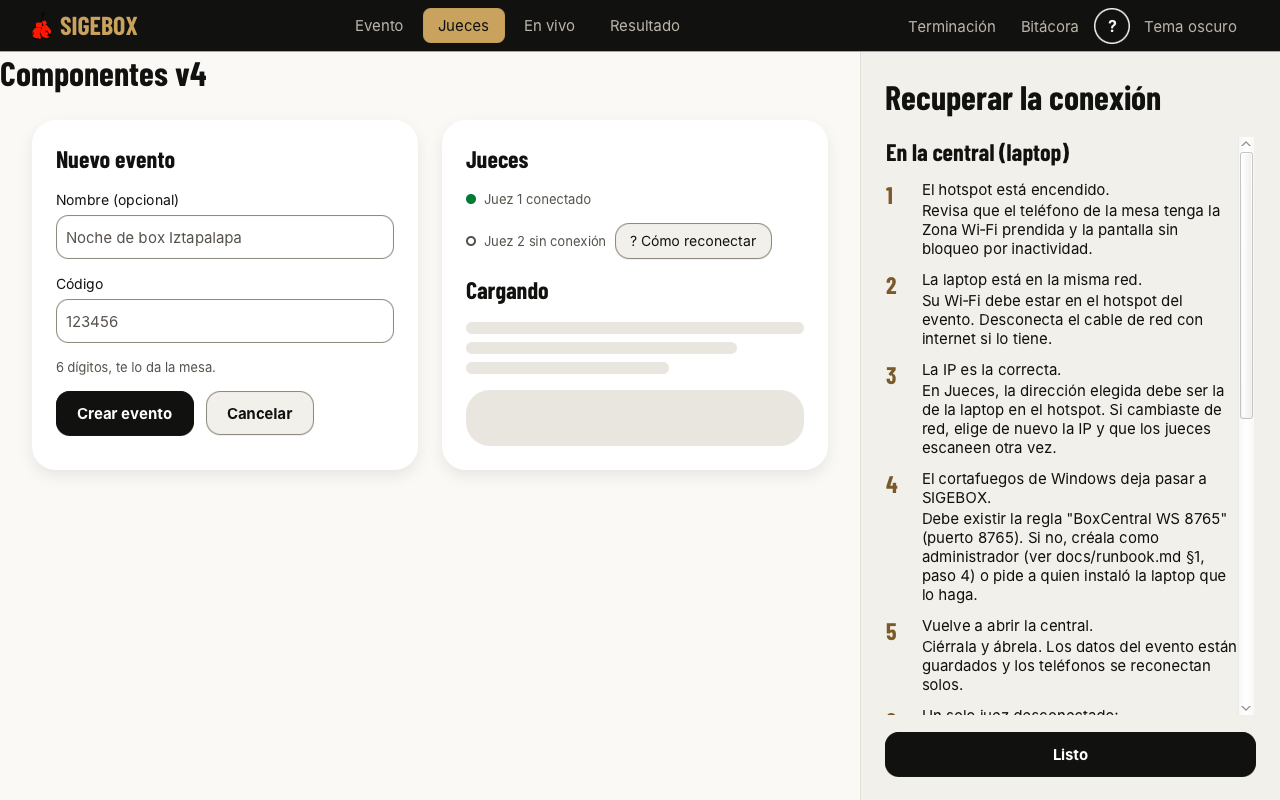 SIGEBOX
Evento
Jueces
En vivo
Resultado
Terminación
Bitácora
?
Tema oscuro
Componentes v4
Nuevo evento
Nombre (opcional)
Noche de box Iztapalapa
Código
123456
6 dígitos, te lo da la mesa.
Crear evento
Cancelar
Jueces
Juez 1 conectado
Juez 2 sin conexión
? Cómo reconectar
Cargando
Recuperar la conexión
En la central (laptop)
1
El hotspot está encendido.
Revisa que el teléfono de la mesa tenga la
Zona Wi-Fi prendida y la pantalla sin
bloqueo por inactividad.
2
La laptop está en la misma red.
Su Wi-Fi debe estar en el hotspot del
evento. Desconecta el cable de red con
internet si lo tiene.
3
La IP es la correcta.
En Jueces, la dirección elegida debe ser la
de la laptop en el hotspot. Si cambiaste de
red, elige de nuevo la IP y que los jueces
escaneen otra vez.
4
El cortafuegos de Windows deja pasar a
SIGEBOX.
Debe existir la regla "BoxCentral WS 8765"
(puerto 8765). Si no, créala como
administrador (ver docs/runbook.md §1,
paso 4) o pide a quien instaló la laptop que
lo haga.
5
Vuelve a abrir la central.
Ciérrala y ábrela. Los datos del evento están
guardados y los teléfonos se reconectan
solos.
Un solo juez desconectado:
Listo